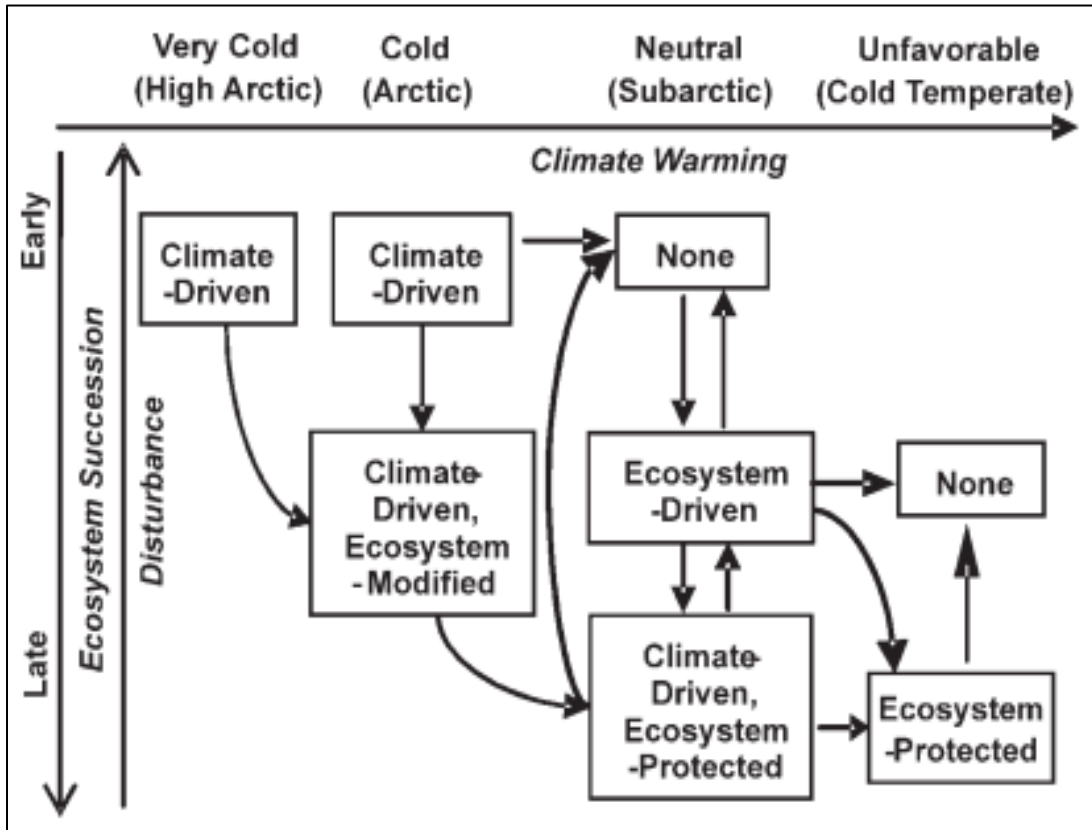 Very Cold
(High Arctic)
Cold
(Arctic)
Neutral
(Subarctic)
Unfavorable
(Cold Temperate)
Climate Warming
Early
Late
Ecosystem Succession
Disturbance
Climate
-Driven
Climate
-Driven
None
Climate-
Driven,
Ecosystem
-Modified
Ecosystem
-Driven
None
Climate-
Driven,
Ecosystem
-Protected
Ecosystem
-Protected